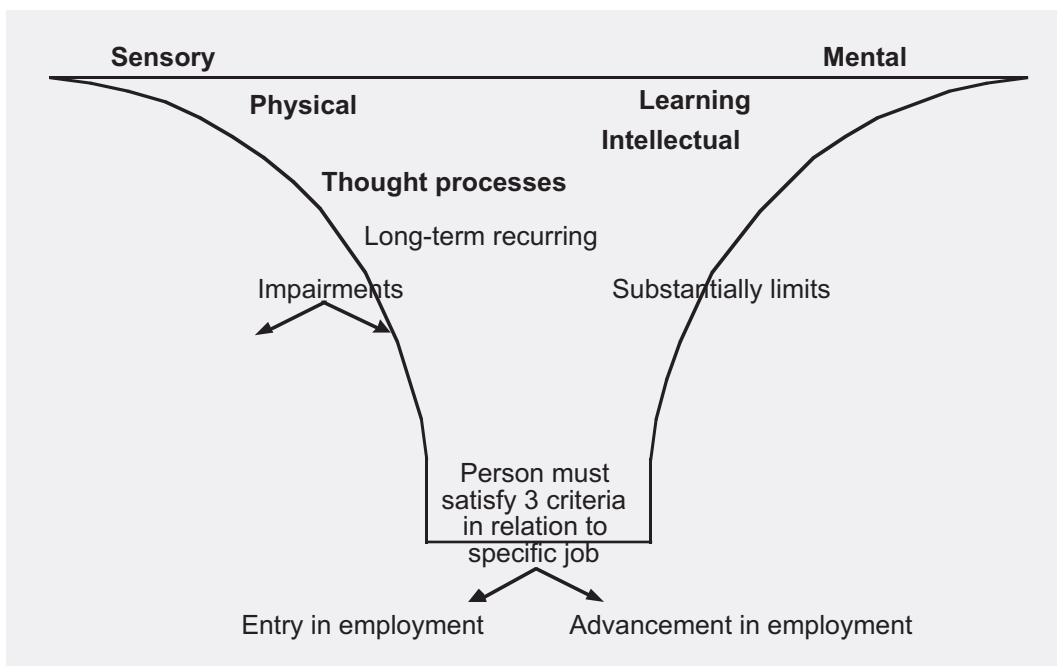 Sensory
Mental
Physical
Learning
Intellectual
Thought processes
Long-term recurring
Impairments
Substantially limits
Person must
satisfy 3 criteria
in relation to
specific job
Entry in employment
Advancement in employment